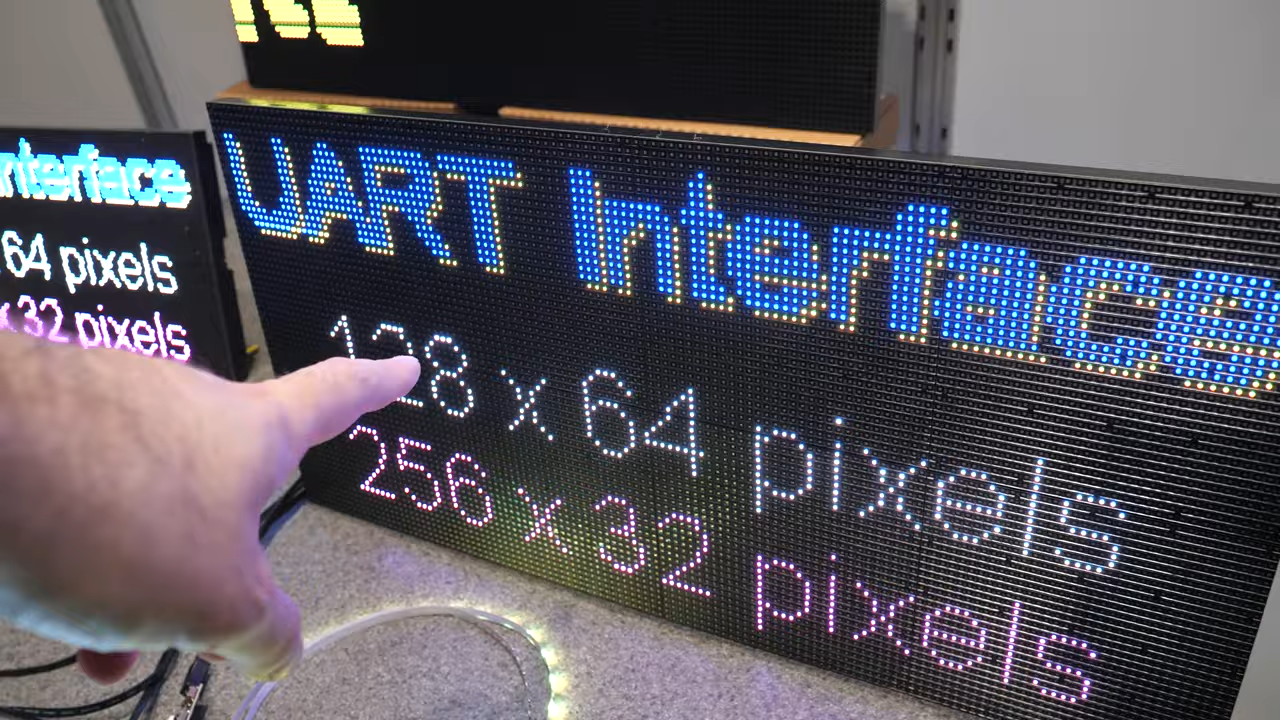 UART Interface
128 x 64 pixels
256 x 32 pixels
nterface
64 pixels
x 32 pixels